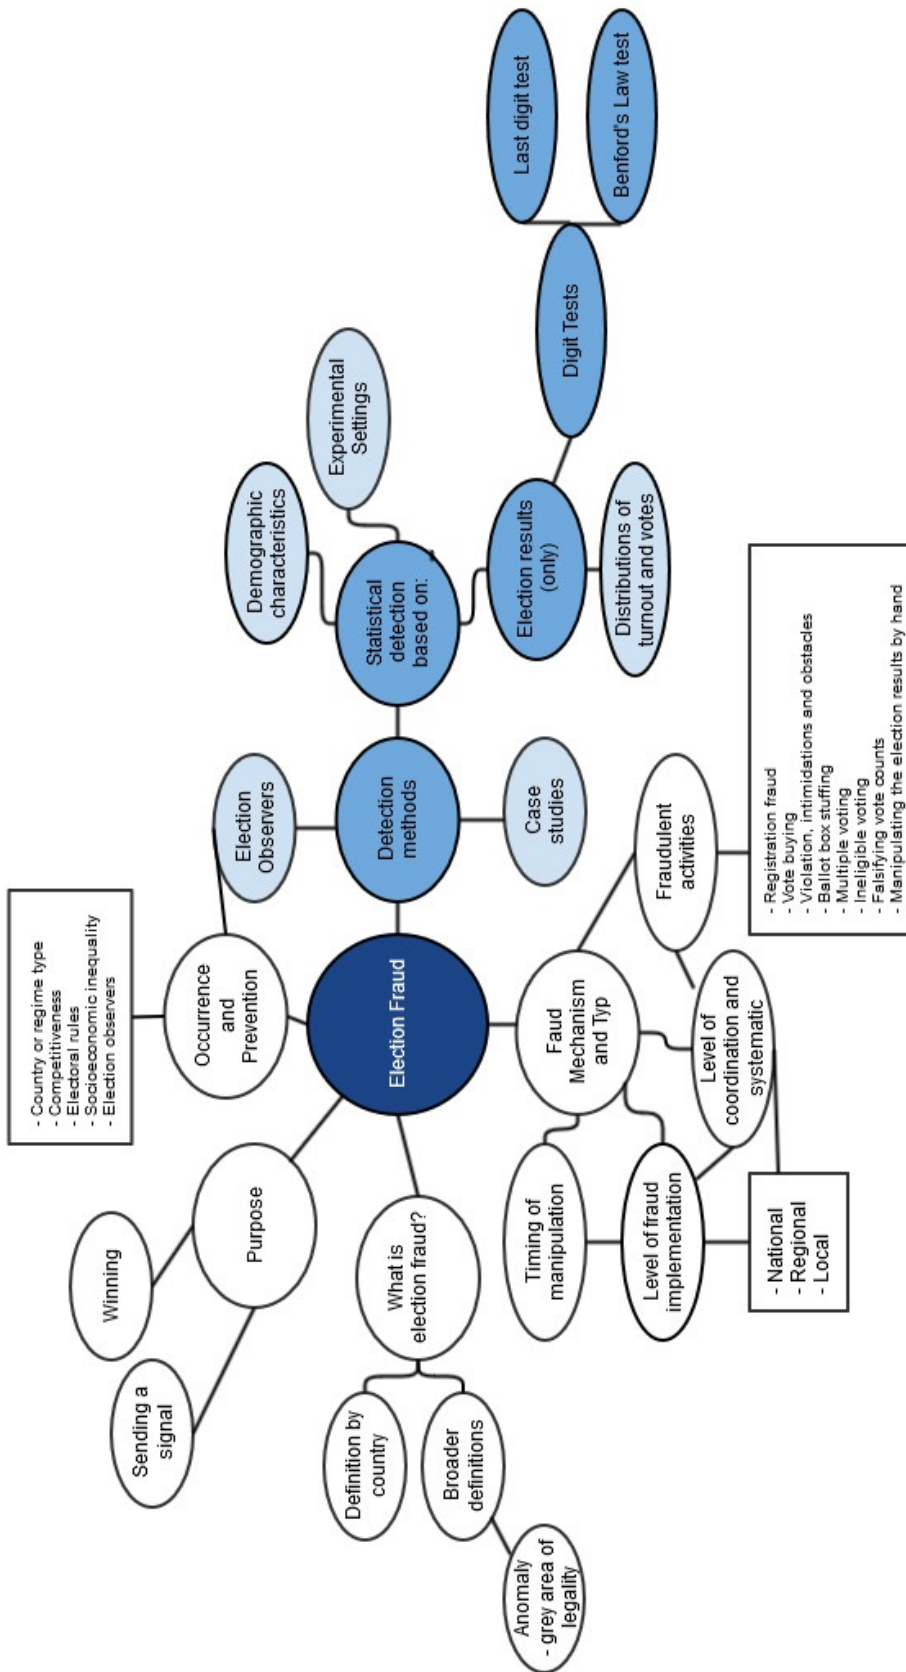 - Country or regime type
- Competitiveness
- Electoral rules
- Socioeconomic inequality
- Election observers
Winning
Sending a
signal
Purpose
Occurrence
and
Prevention
Election
Observers
Demographic
characteristics
Experimental
Settings
Definition by
country
Broader
definitions
Anomaly
- grey area of
legality
What is
election fraud?
Election Fraud
Detection
methods
Statistical
detection
based on:
Case
studies
Election results
(only)
Distributions of
turnout and votes
Digit Tests
Last digit test
Benford's Law test
Timing of
manipulation
Level of fraud
implementation
Faud
Mechanism
and Typ
Level of
coordination and
systematic
Fraudulent
activities
- National
- Regional
- Local
- Registration fraud
- Vote buying
- Violation, intimidations and obstacles
- Ballot box stuffing
- Multiple voting
- Ineligible voting
- Falsifying vote counts
- Manipulating the election results by hand